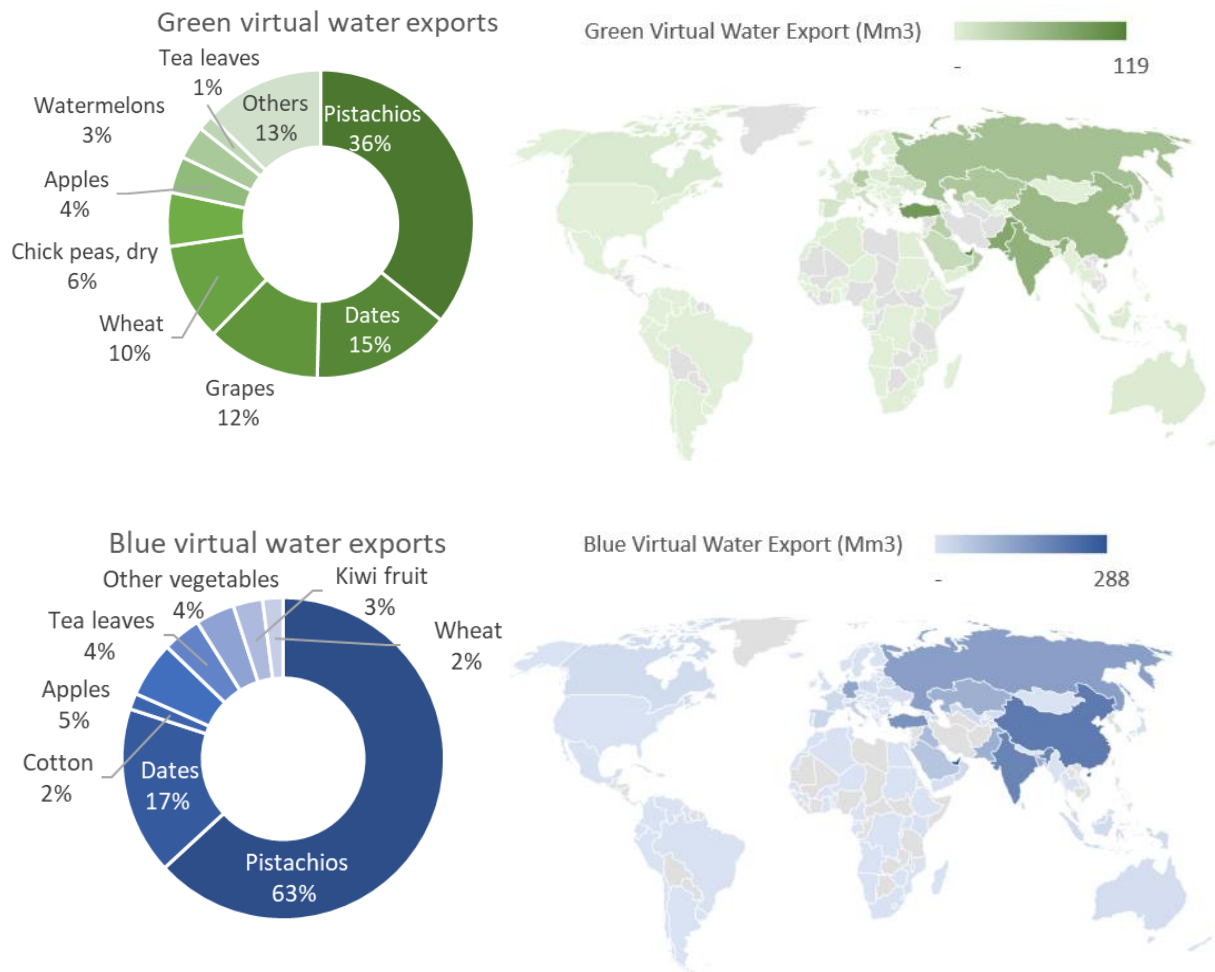 Green virtual water exports
Tea leaves
1%
Others
13%
Pistachios
36%
Watermelons
3%
Apples
4%
Chick peas, dry
6%
Wheat
10%
Dates
15%
Grapes
12%
Green Virtual Water Export (Mm3)
-
119
Blue virtual water exports
Other vegetables
4%
Kiwi fruit
3%
Tea leaves
4%
Wheat
2%
Apples
5%
Cotton
2%
Dates
17%
Pistachios
63%
Blue Virtual Water Export (Mm3)
-
288